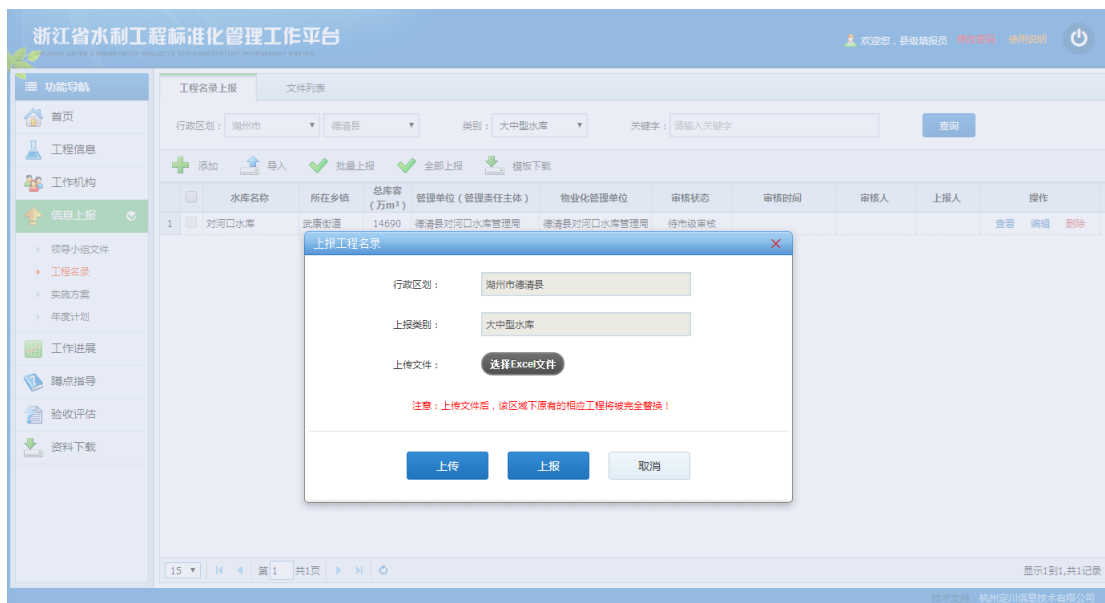 浙江省水利工程标准化管理工作平台
欢迎您，县级填报员 使用说明
功能导航
工程名录上报 文件列表
首页
行政区划： 湖州市 德清县 类别： 大中型水库 关键字： 请输入关键字 查询
工程信息
添加 导入 批量上报 全部上报 模板下载
工作机构
水库名称 所在乡镇 总库容（万m³） 管理单位（管理责任主体） 物业化管理单位 审核状态 审核时间 审核人 上报人 操作
信息上报
1 对河口水库 武康街道 14690 德清县对河口水库管理局 德清县对河口水库管理局 待市级审核 查看 编辑 删除
领导小组文件
工程名录
实施方案
年度计划
工作进展
蹲点指导
验收评估
资料下载
上报工程名录
行政区划： 湖州市德清县
上报类别： 大中型水库
上传文件： 选择Excel文件
注意：上传文件后，该区域下原有的相应工程将被完全替换！
上传 上报 取消
15 第 1 共1页 显示1到1,共1记录
技术支持：杭州定川信息技术有限公司